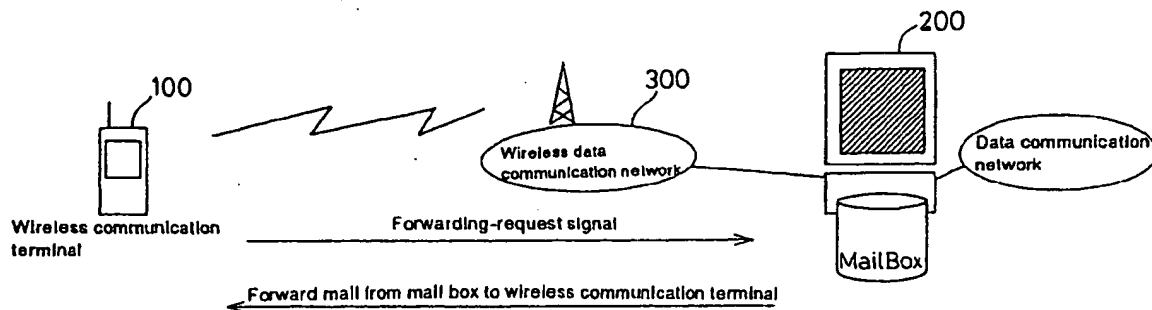 200
100
300
Wireless data
communication network
Data communication
network
Wireless communication
terminal
Forwarding-request signal
MailBox
Forward mail from mail box to wireless communication terminal